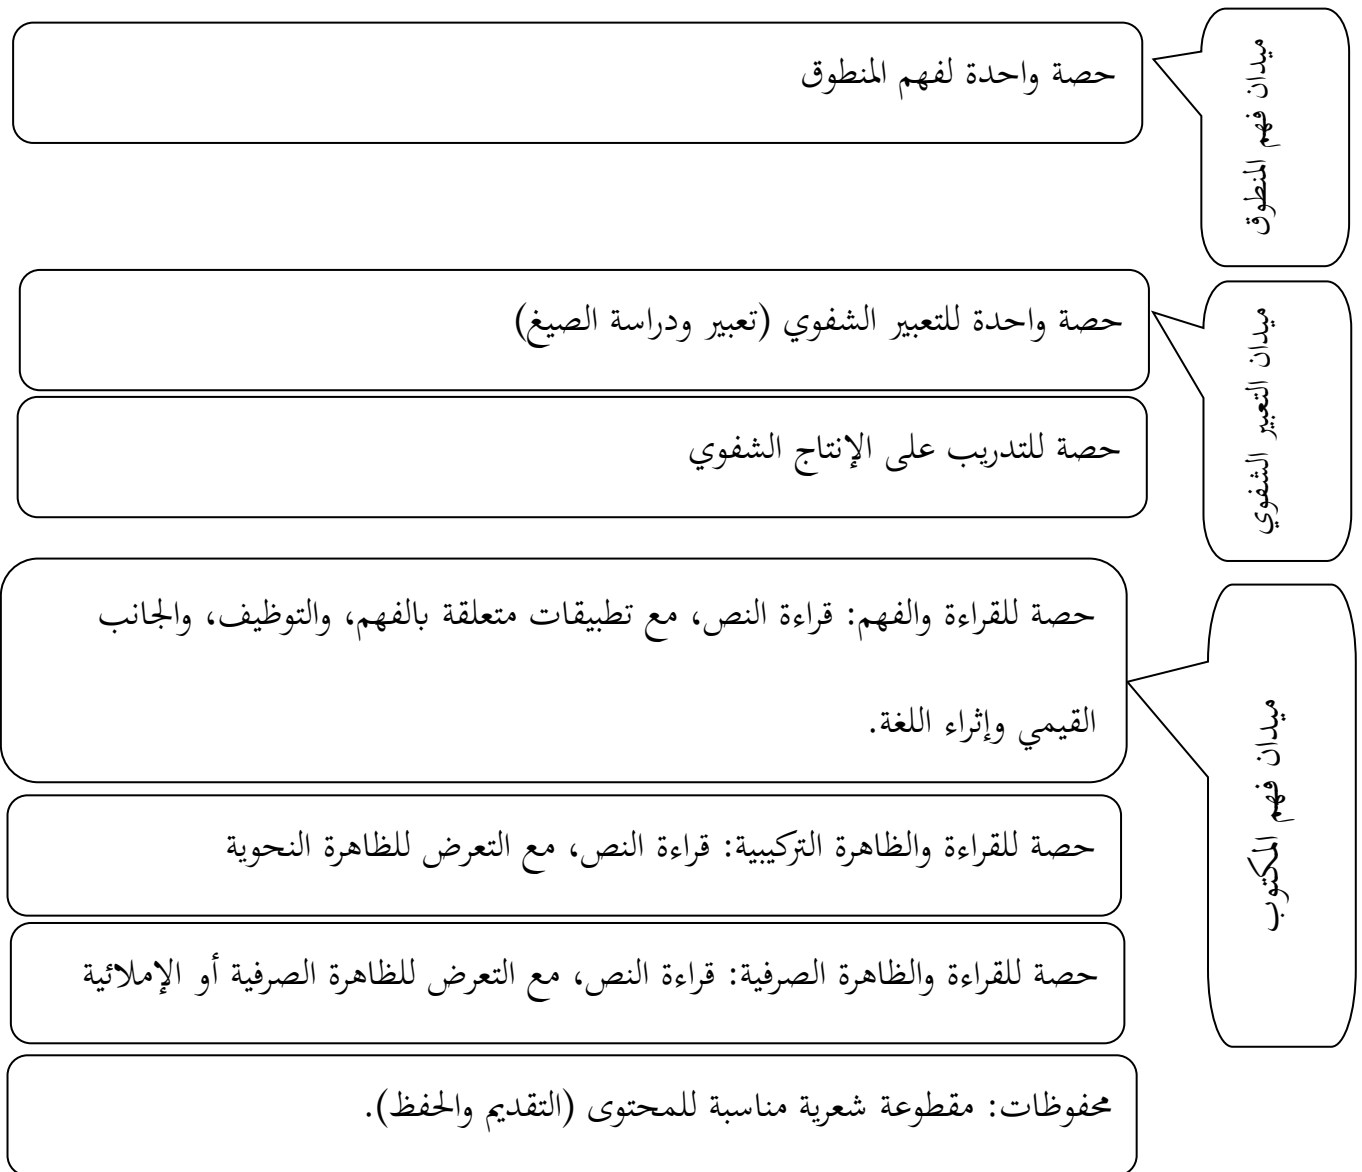 ميدان فهم المنطوق
حصة واحدة لفهم المنطوق
ميدان التعبير الشفوي
حصة واحدة للتعبير الشفوي (تعبير ودراسة الصيغ)
حصة للتدريب على الإنتاج الشفوي
ميدان فهم المكتوب
حصة للقراءة والفهم: قراءة النص، مع تطبيقات متعلقة بالفهم، والتوظيف، والجانب
القيمي وإثراء اللغة.
حصة للقراءة والظاهرة التركيبية: قراءة النص، مع التعرض للظاهرة النحوية
حصة للقراءة والظاهرة الصرفية: قراءة النص، مع التعرض للظاهرة الصرفية أو الإملائية
محفوظات: مقطوعة شعرية مناسبة للمحتوى (التقديم والحفظ).